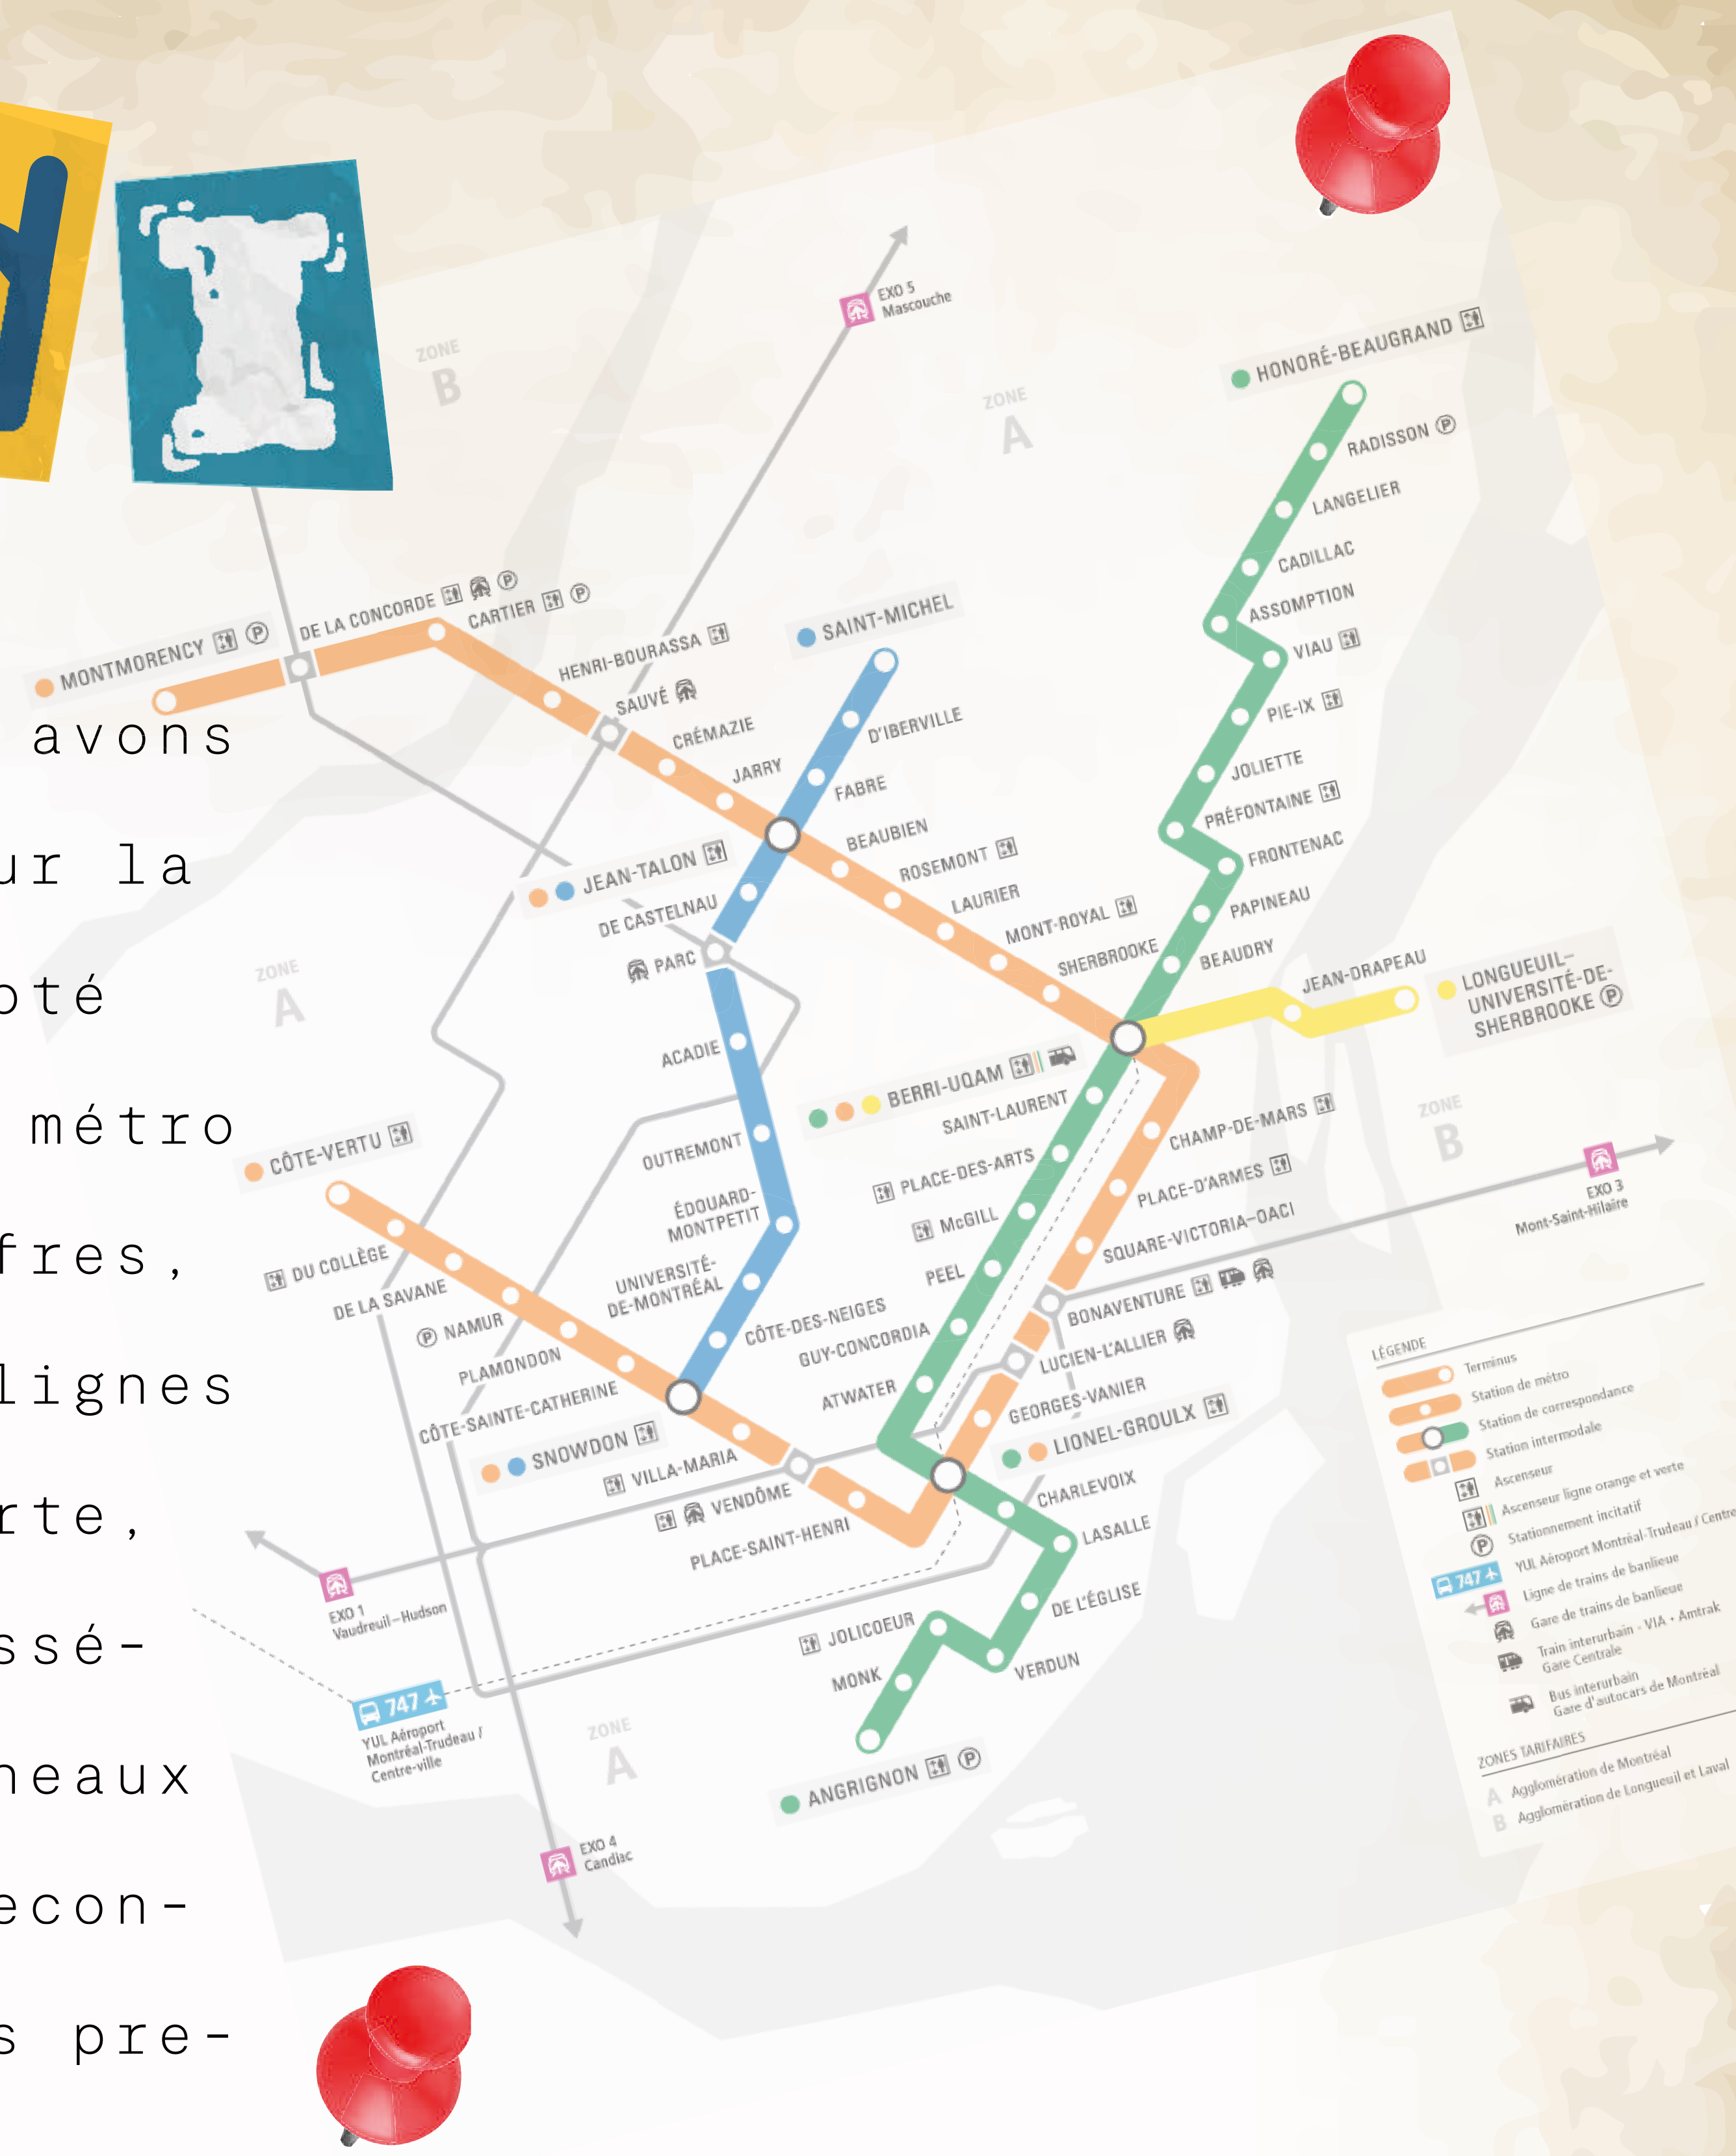 I
EXO 5
Mascouche
ZONE
B
ZONE
A
HONORÉ-BEAUGRAND
RADISSON P
LANGELIER
CADILLAC
ASSOMPTION
VIAU
PIE-IX
JOLIETTE
PRÉFONTAINE
FRONTENAC
PAPINEAU
BEAUDRY
MONTMORENCY P
DE LA CONCORDE P
CARTIER P
HENRI-BOURASSA
SAUVÉ
CRÉMAZIE
JARRY
SAINT-MICHEL
D'IBERVILLE
FABRE
JEAN-TALON
BEAUBIEN
ROSEMONT
LAURIER
MONT-ROYAL
SHERBROOKE
DE CASTELNAU
PARC
ACADIE
OUTREMONT
ÉDOUARD-
MONTPETIT
UNIVERSITÉ-
DE-MONTRÉAL
CÔTE-DES-NEIGES
JEAN-DRAPEAU
LONGUEUIL–
UNIVERSITÉ-DE-
SHERBROOKE P
BERRI-UQAM
SAINT-LAURENT
PLACE-DES-ARTS
McGILL
PEEL
GUY-CONCORDIA
ATWATER
CHAMP-DE-MARS
PLACE-D'ARMES
SQUARE-VICTORIA–OACI
BONAVENTURE
LUCIEN-L'ALLIER
GEORGES-VANIER
LIONEL-GROULX
CHARLEVOIX
LASALLE
DE L'ÉGLISE
VERDUN
JOLICOEUR
MONK
ANGRIGNON P
ZONE
A
CÔTE-VERTU
DU COLLÈGE
DE LA SAVANE
P NAMUR
PLAMONDON
CÔTE-SAINTE-CATHERINE
SNOWDON
VILLA-MARIA
VENDÔME
PLACE-SAINT-HENRI
ZONE
B
EXO 3
Mont-Saint-Hilaire
EXO 1
Vaudreuil–Hudson
747
YUL Aéroport
Montréal-Trudeau /
Centre-ville
ZONE
A
EXO 4
Candiac
LÉGENDE
Terminus
Station de métro
Station de correspondance
Station intermodale
Ascenseur
Ascenseur ligne orange et verte
P Stationnement incitatif
747 YUL Aéroport Montréal-Trudeau / Centre
Ligne de trains de banlieue
Gare de trains de banlieue
Train interurbain - VIA • Amtrak
Gare Centrale
Bus interurbain
Gare d'autocars de Montréal
ZONES TARIFAIRES
A Agglomération de Montréal
B Agglomération de Longueuil et Laval
avons
ur la
oté
métro
fres,
lignes
rte,
ssé-
neaux
econ-
s pre-